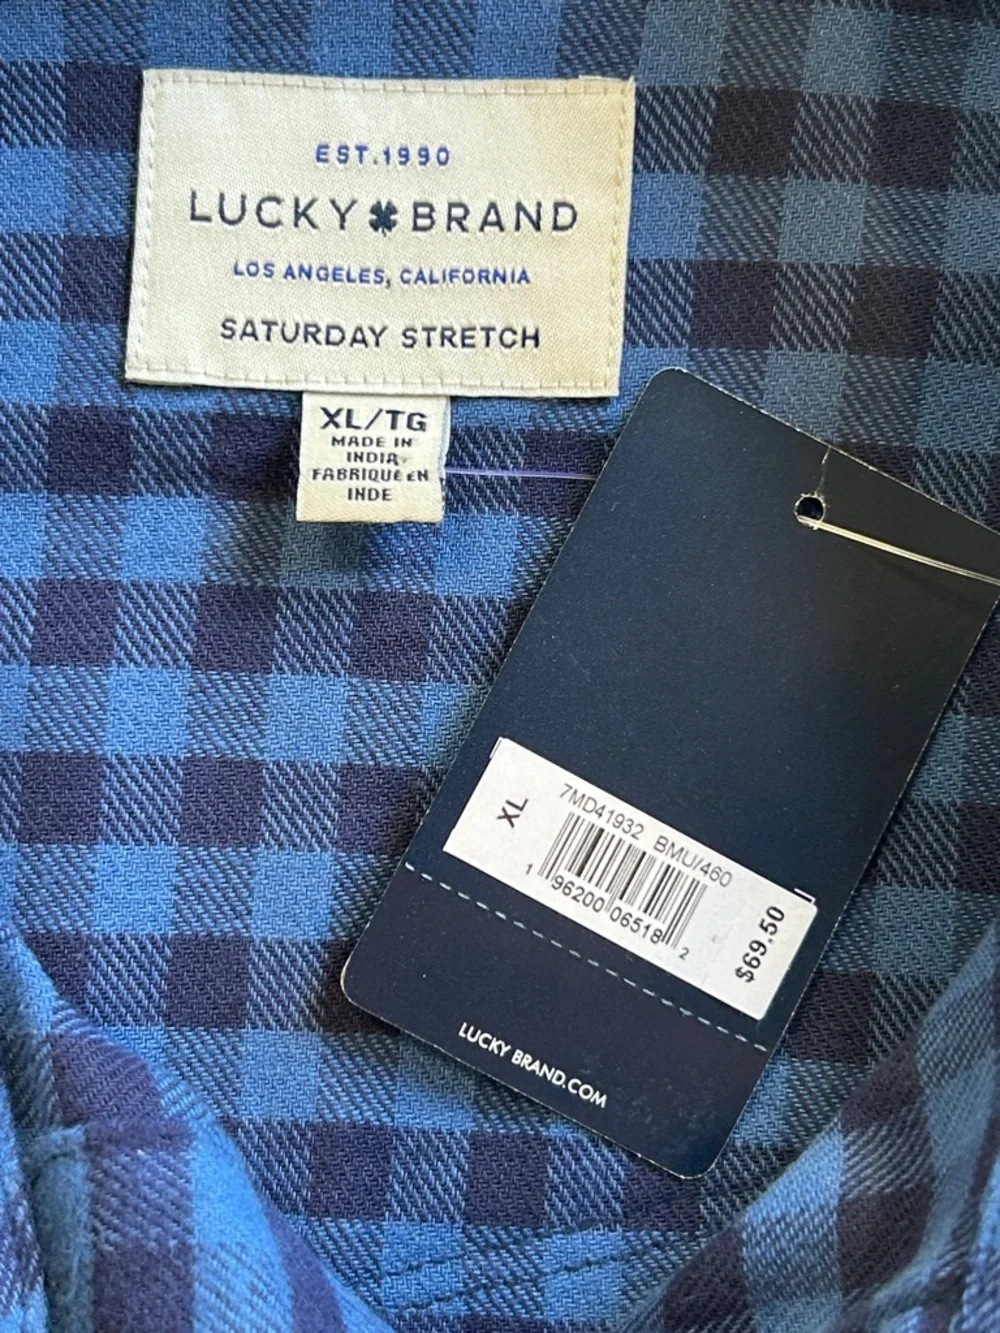 EST.1990
LUCKY BRAND
LOS ANGELES, CALIFORNIA
SATURDAY STRETCH
XL/TG
MADE IN
INDIA
FABRIQUE EN
INDE
XL
7MD41932 BMU/460
1 96200 06518 2
$69.50
LUCKY BRAND.COM